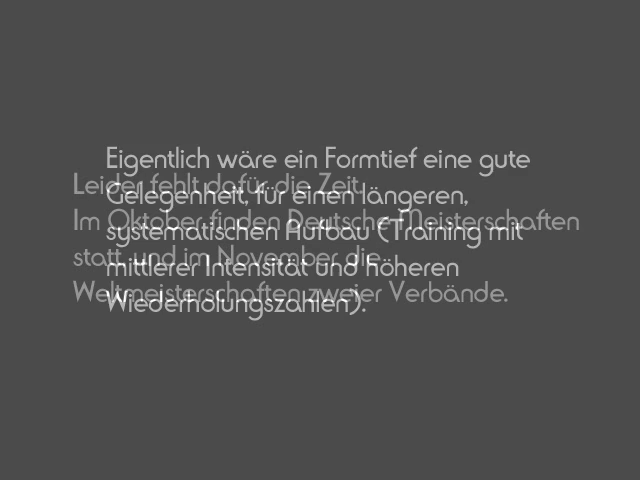 Eigentlich wäre ein Formtief eine gute
Gelegenheit, für einen längeren,
systematischen Aufbau (Training mit
mittlerer Intensität und höheren
Wiederholungszahlen).
Leider fehlt dafür die Zeit.
Im Oktober finden Deutsche Meisterschaften
statt und im November die
Weltmeisterschaften zweier Verbände.